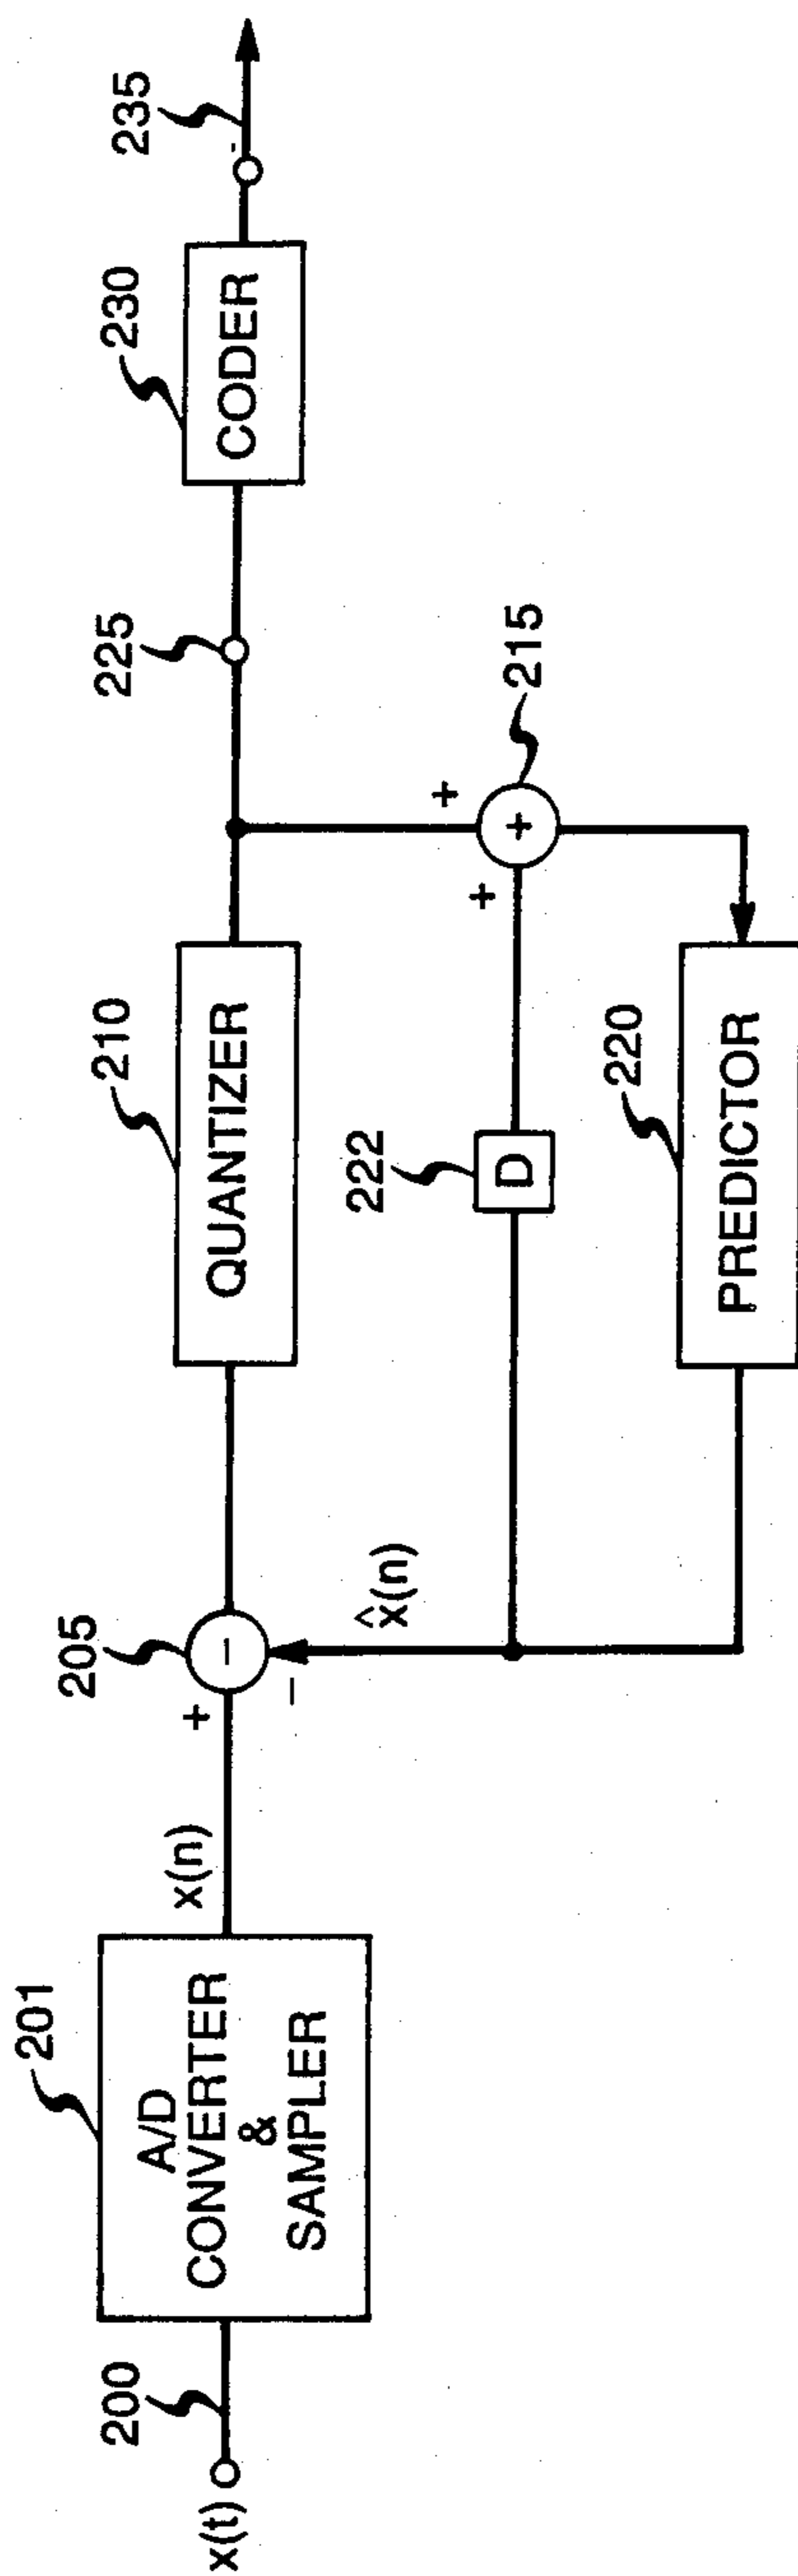 x(t)
200
201
A/D
CONVERTER
&
SAMPLER
x(n)
+
205
−
−
x̂(n)
210
QUANTIZER
222
D
220
PREDICTOR
+
+
+
215
225
230
CODER
235